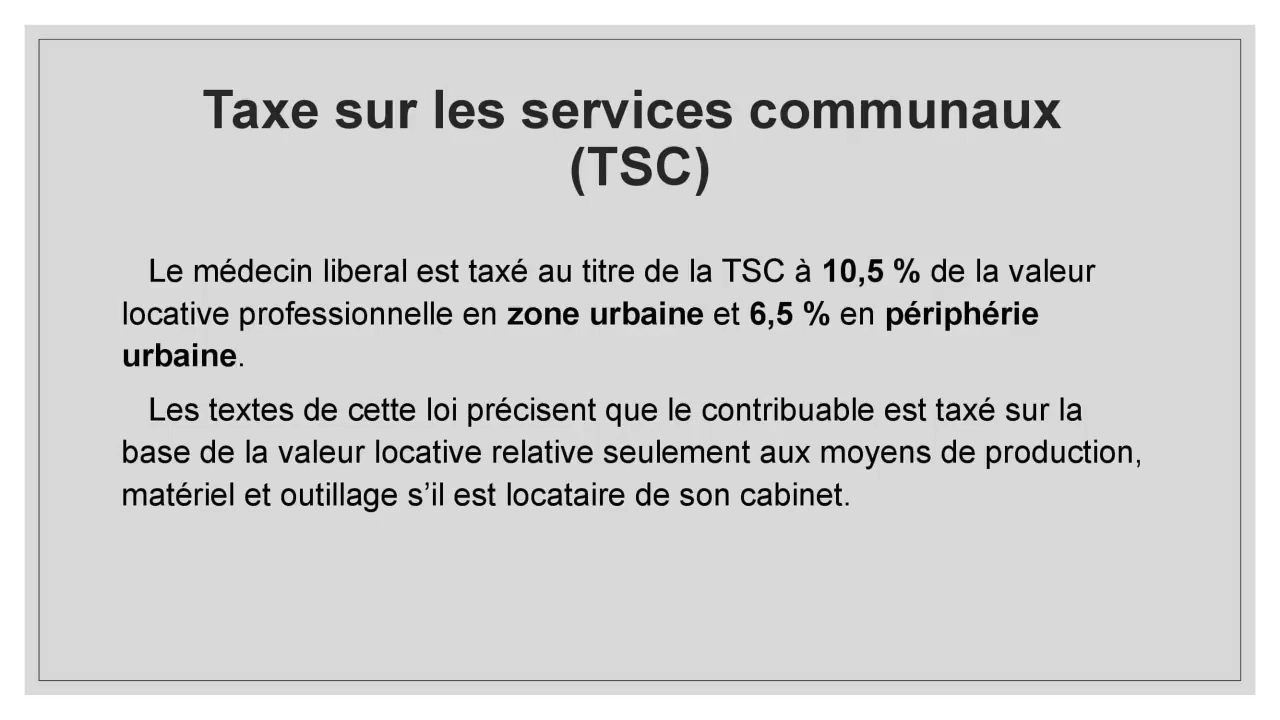 Taxe sur les services communaux
(TSC)
Le médecin liberal est taxé au titre de la TSC à 10,5 % de la valeur
locative professionnelle en zone urbaine et 6,5 % en périphérie
urbaine.
Les textes de cette loi précisent que le contribuable est taxé sur la
base de la valeur locative relative seulement aux moyens de production,
matériel et outillage s’il est locataire de son cabinet.